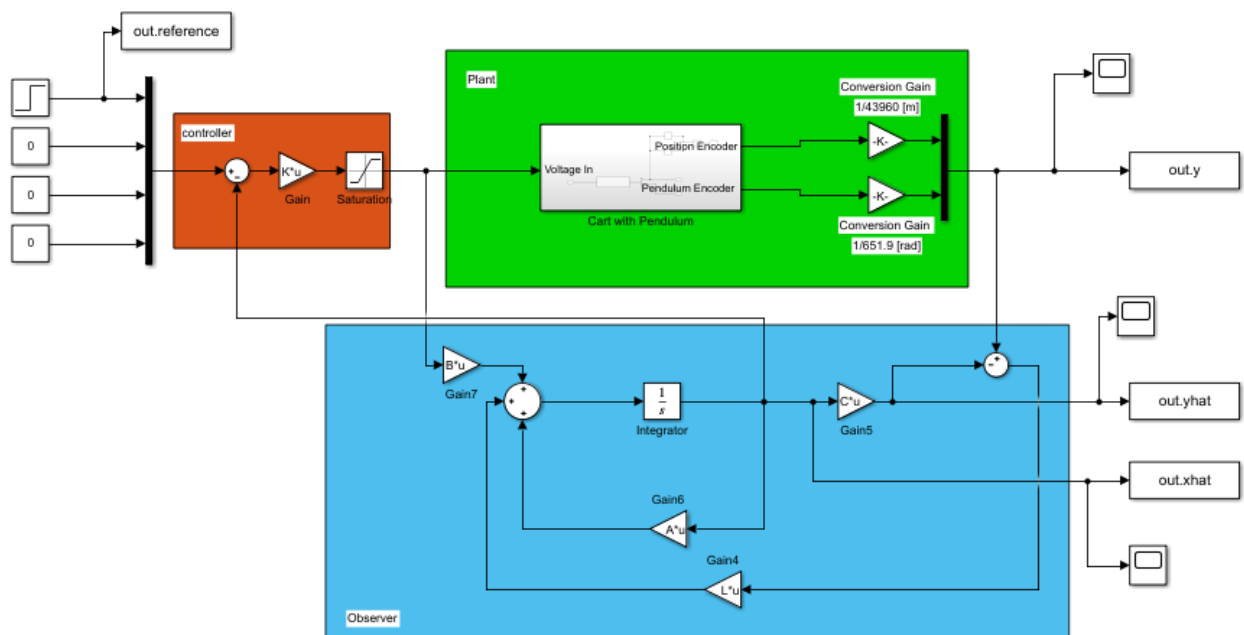 out.reference
Plant
Conversion Gain
1/43960 [m]
controller
0
0
0
0
+
-
K*u
Gain
Saturation
Voltage In
Position Encoder
Pendulum Encoder
Cart with Pendulum
-K-
-K-
Conversion Gain
1/651.9 [rad]
out.y
B*u
Gain7
+
+
+
1
s
Integrator
C*u
Gain5
-
+
out.yhat
out.xhat
Gain6
A*u
Gain4
L*u
Observer